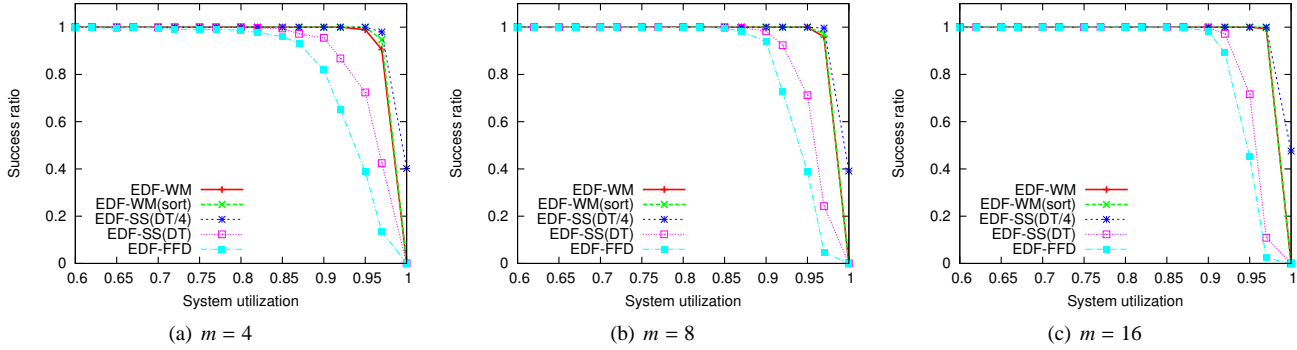 1
0.8
0.6
0.4
0.2
0
Success ratio
EDF-WM
EDF-WM(sort)
EDF-SS(DT/4)
EDF-SS(DT)
EDF-FFD
0.6 0.65 0.7 0.75 0.8 0.85 0.9 0.95 1
System utilization
(a) m = 4
1
0.8
0.6
0.4
0.2
0
Success ratio
EDF-WM
EDF-WM(sort)
EDF-SS(DT/4)
EDF-SS(DT)
EDF-FFD
0.6 0.65 0.7 0.75 0.8 0.85 0.9 0.95 1
System utilization
(b) m = 8
1
0.8
0.6
0.4
0.2
0
Success ratio
EDF-WM
EDF-WM(sort)
EDF-SS(DT/4)
EDF-SS(DT)
EDF-FFD
0.6 0.65 0.7 0.75 0.8 0.85 0.9 0.95 1
System utilization
(c) m = 16